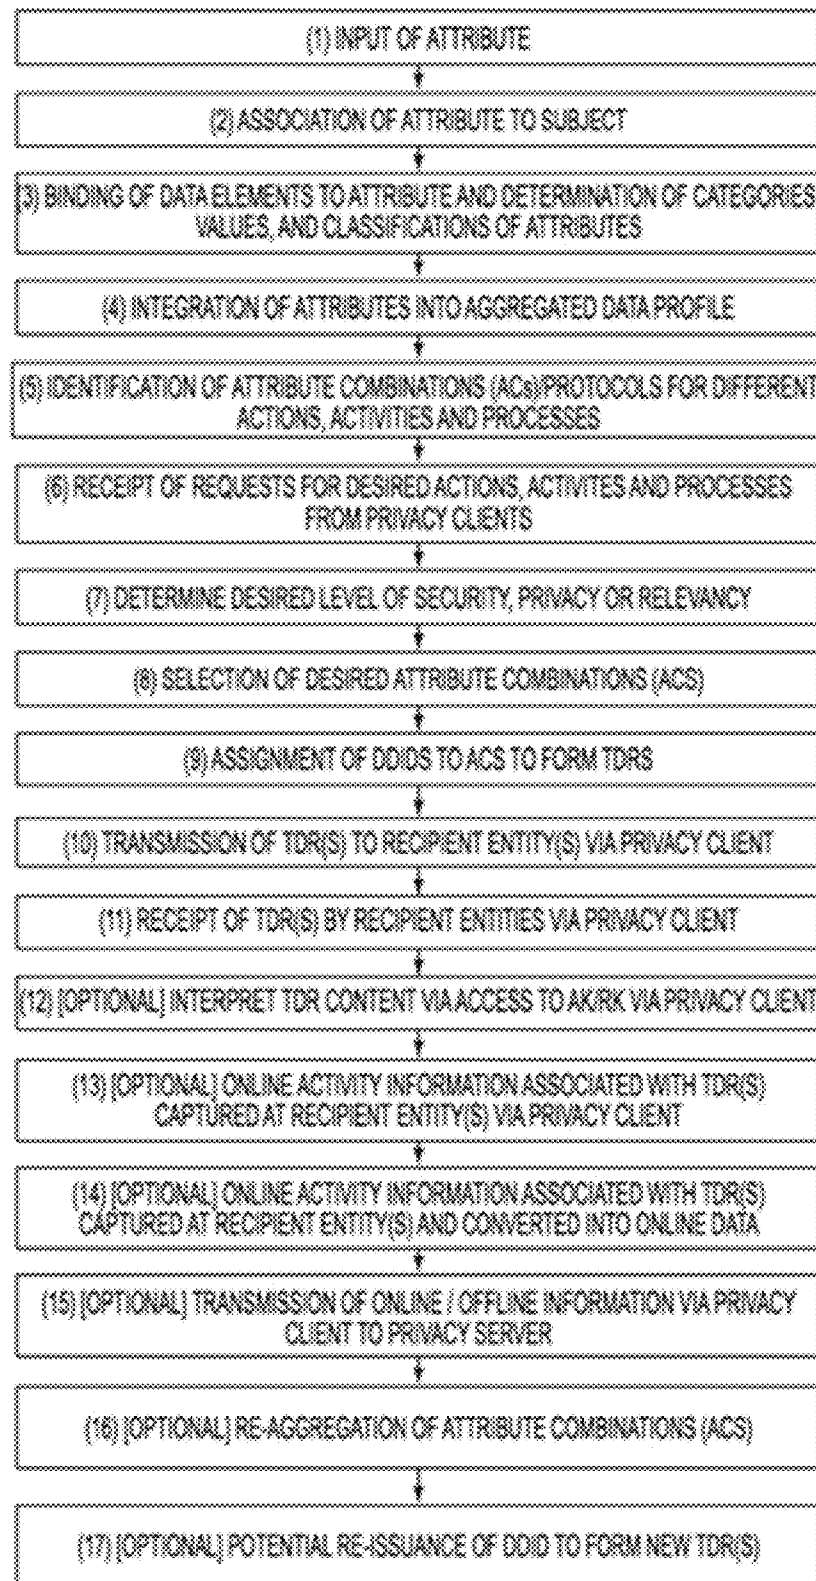 (1) INPUT OF ATTRIBUTE
(2) ASSOCIATION OF ATTRIBUTE TO SUBJECT
(3) BINDING OF DATA ELEMENTS TO ATTRIBUTE AND DETERMINATION OF CATEGORIES
VALUES, AND CLASSIFICATIONS OF ATTRIBUTES
(4) INTEGRATION OF ATTRIBUTES INTO AGGREGATED DATA PROFILE
(5) IDENTIFICATION OF ATTRIBUTE COMBINATIONS (ACs)/PROTOCOLS FOR DIFFERENT
ACTIONS, ACTIVITIES AND PROCESSES
(6) RECEIPT OF REQUESTS FOR DESIRED ACTIONS, ACTIVITES AND PROCESSES
FROM PRIVACY CLIENTS
(7) DETERMINE DESIRED LEVEL OF SECURITY, PRIVACY OR RELEVANCY
(8) SELECTION OF DESIRED ATTRIBUTE COMBINATIONS (ACS)
(9) ASSIGNMENT OF DDIDS TO ACS TO FORM TDRS
(10) TRANSMISSION OF TDR(S) TO RECIPIENT ENTITY(S) VIA PRIVACY CLIENT
(11) RECEIPT OF TDR(S) BY RECIPIENT ENTITIES VIA PRIVACY CLIENT
(12) [OPTIONAL] INTERPRET TDR CONTENT VIA ACCESS TO AK/RK VIA PRIVACY CLIENT
(13) [OPTIONAL] ONLINE ACTIVITY INFORMATION ASSOCIATED WITH TDR(S)
CAPTURED AT RECIPIENT ENTITY(S) VIA PRIVACY CLIENT
(14) [OPTIONAL] ONLINE ACTIVITY INFORMATION ASSOCIATED WITH TDR(S)
CAPTURED AT RECIPIENT ENTITY(S) AND CONVERTED INTO ONLINE DATA
(15) [OPTIONAL] TRANSMISSION OF ONLINE / OFFLINE INFORMATION VIA PRIVACY
CLIENT TO PRIVACY SERVER
(16) [OPTIONAL] RE-AGGREGATION OF ATTRIBUTE COMBINATIONS (ACS)
(17) [OPTIONAL] POTENTIAL RE-ISSUANCE OF DDID TO FORM NEW TDR(S)